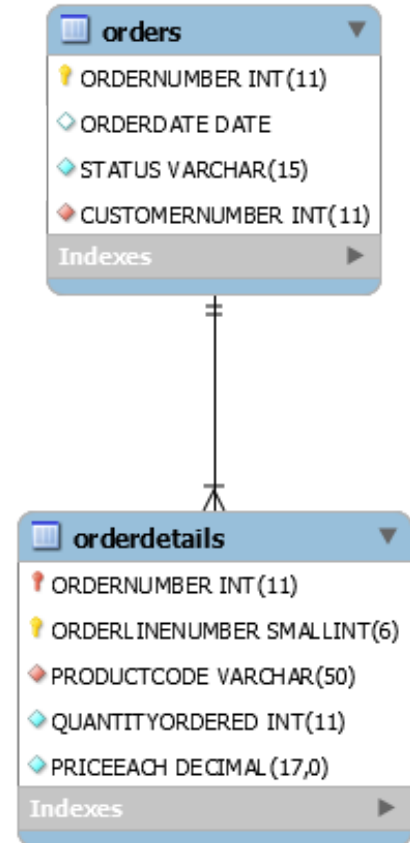 orders
ORDERNUMBER INT(11)
ORDERDATE DATE
STATUS VARCHAR(15)
CUSTOMERNUMBER INT(11)
Indexes
orderdetails
ORDERNUMBER INT(11)
ORDERLINENUMBER SMALLINT(6)
PRODUCTCODE VARCHAR(50)
QUANTITYORDERED INT(11)
PRICEEACH DECIMAL(17,0)
Indexes